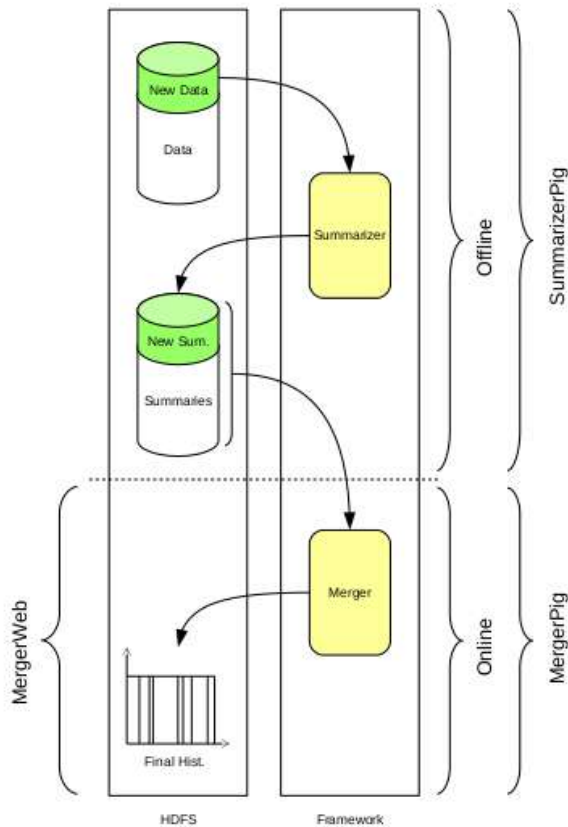 New Data
Data
Summarizer
Offline
SummarizerPig
New Sum.
Summaries
MergerWeb
Merger
Online
MergerPig
Final Hist.
HDFS
Framework